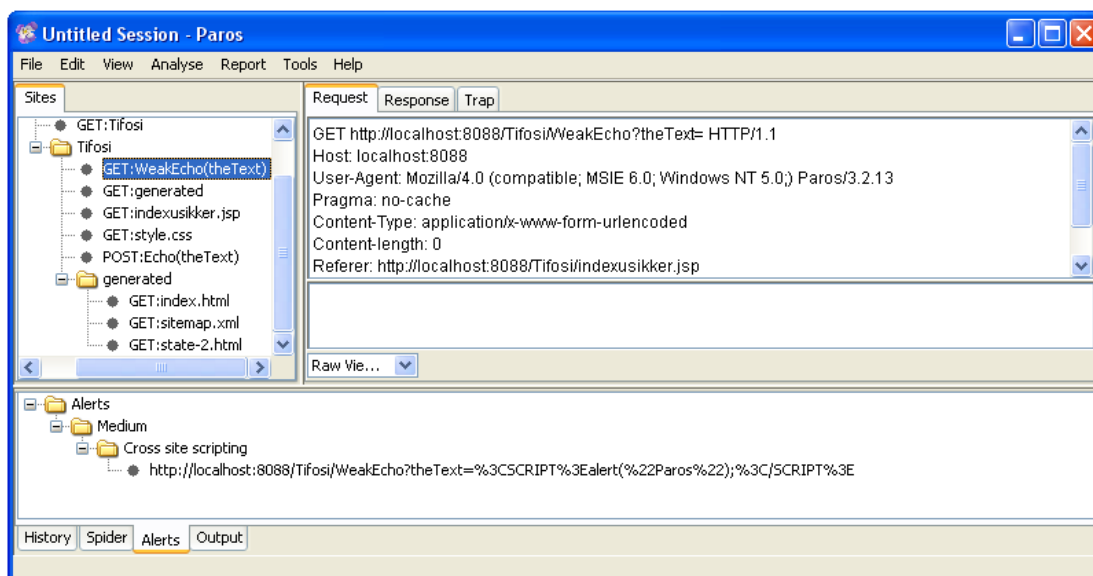 Untitled Session - Paros
File Edit View Analyse Report Tools Help
Sites
GET:Tifosi
Tifosi
GET:WeakEcho(theText)
GET:generated
GET:indexusikker.jsp
GET:style.css
POST:Echo(theText)
generated
GET:index.html
GET:sitemap.xml
GET:state-2.html
Request Response Trap
GET http://localhost:8088/Tifosi/WeakEcho?theText= HTTP/1.1
Host: localhost:8088
User-Agent: Mozilla/4.0 (compatible; MSIE 6.0; Windows NT 5.0;) Paros/3.2.13
Pragma: no-cache
Content-Type: application/x-www-form-urlencoded
Content-length: 0
Referer: http://localhost:8088/Tifosi/indexusikker.jsp
Raw Vie...
Alerts
Medium
Cross site scripting
http://localhost:8088/Tifosi/WeakEcho?theText=%3CSCRIPT%3Ealert(%22Paros%22);%3C/SCRIPT%3E
History Spider Alerts Output